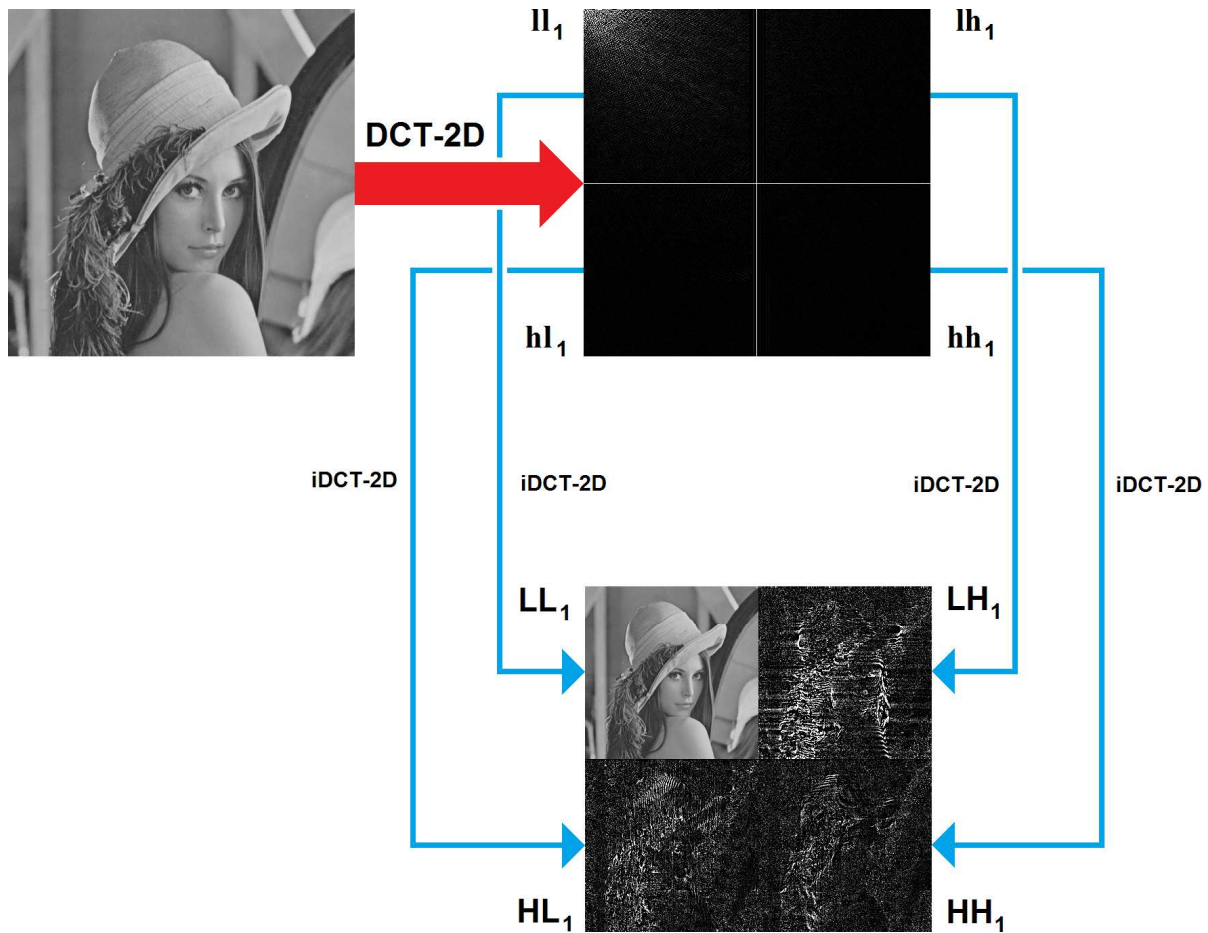 ll₁ lh₁
DCT-2D
hl₁ hh₁
iDCT-2D iDCT-2D iDCT-2D iDCT-2D
LL₁ LH₁
HL₁ HH₁